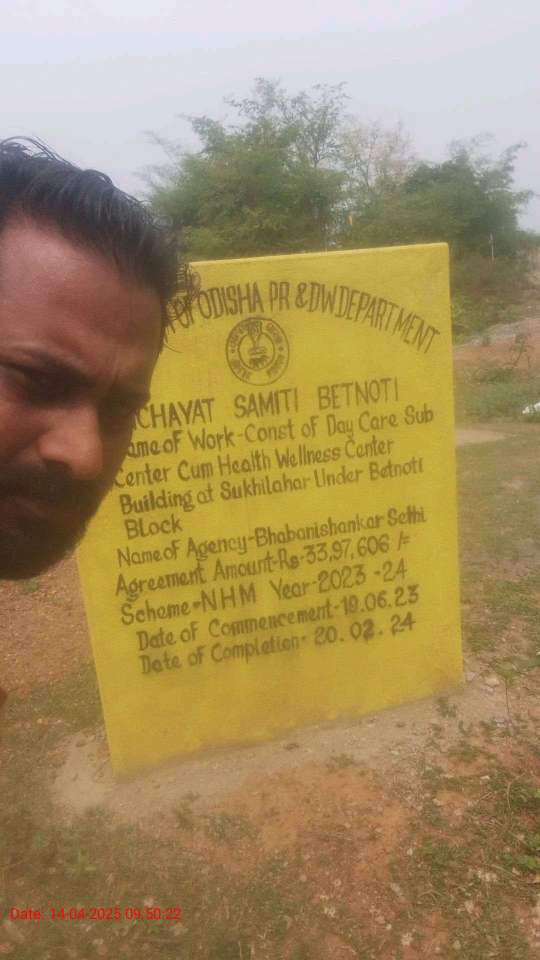 OF ODISHA PR & DW DEPARTMENT
CHAYAT SAMITI BETNOTI
ame of Work-Const of Day Care Sub
Center Cum Health Wellness Center
Building at Sukhilahar Under Betnoti
Block
Name of Agency-Bhabanishankar Sethi
Agreement Amount-Rs-33,97,606/=
Scheme-NHM Year-2023-24
Date of Commencement-19.06.23
Date of Completion-20.02.24
Date: 14-04-2025 09:50:22